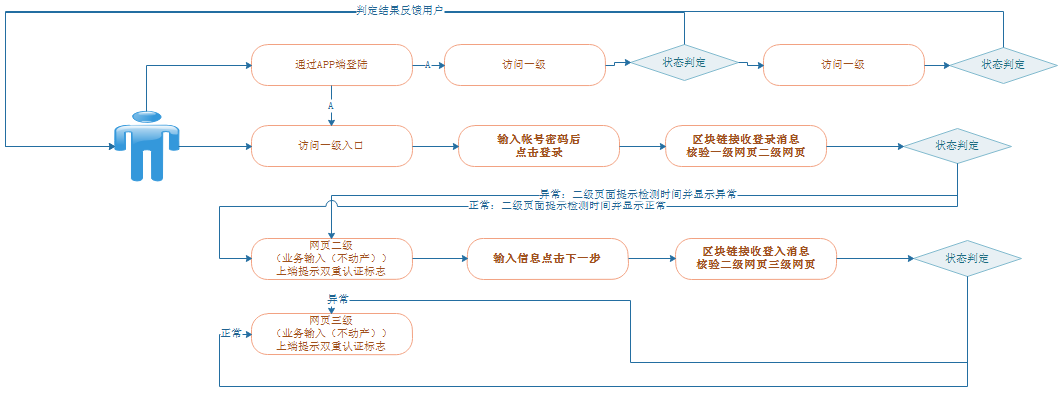 判定结果反馈用户
通过APP端登陆
A
访问一级
状态判定
访问一级
状态判定
A
访问一级入口
输入帐号密码后
点击登录
区块链接收登录消息
核验一级网页二级网页
状态判定
异常：二级页面提示检测时间并显示异常
正常：二级页面提示检测时间并显示正常
网页二级
（业务输入（不动产））
上端提示双重认证标志
输入信息点击下一步
区块链接收登入消息
核验二级网页三级网页
状态判定
异常
网页三级
（业务输入（不动产））
上端提示双重认证标志
正常